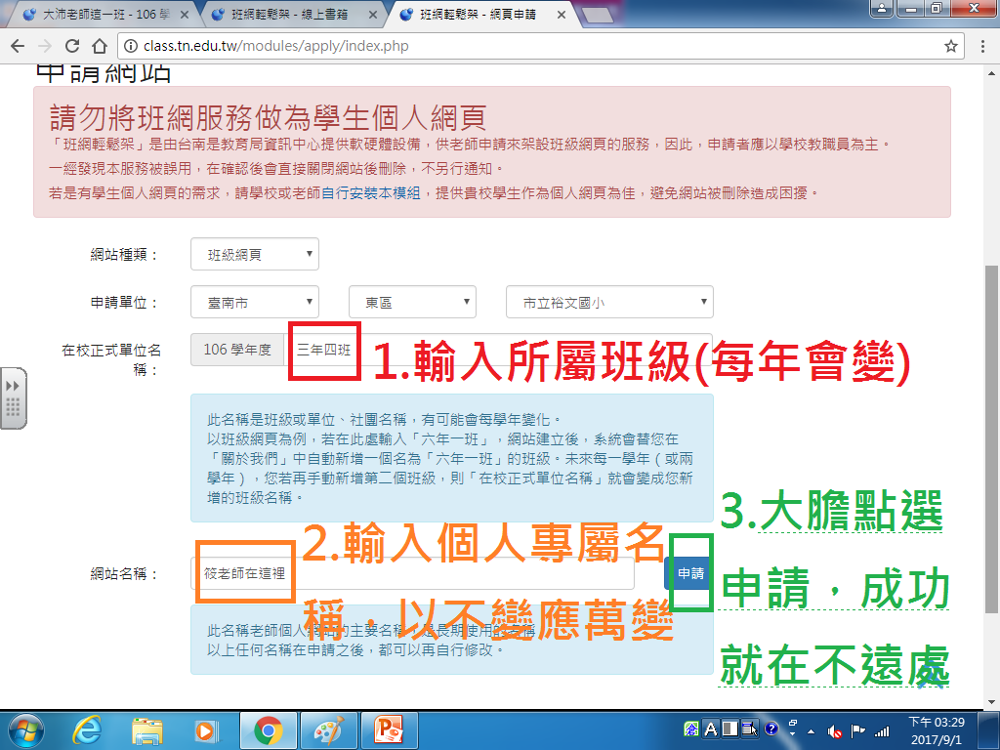 大沛老師這一班 - 106 學
班網輕鬆架 - 線上書籍
班網輕鬆架 - 網頁申請
class.tn.edu.tw/modules/apply/index.php
申請網站
請勿將班網服務做為學生個人網頁
「班網輕鬆架」是由台南是教育局資訊中心提供軟硬體設備，供老師申請來架設班級網頁的服務，因此，申請者應以學校教職員為主。
一經發現本服務被誤用，在確認後會直接關閉網站後刪除，不另行通知。
若是有學生個人網頁的需求，請學校或老師自行安裝本模組，提供貴校學生作為個人網頁為佳，避免網站被刪除造成困擾。
網站種類：
班級網頁
申請單位：
臺南市
東區
市立裕文國小
在校正式單位名
稱：
106 學年度
三年四班
1.輸入所屬班級(每年會變)
此名稱是班級或單位、社團名稱，有可能會每學年變化。
以班級網頁為例，若在此處輸入「六年一班」，網站建立後，系統會替您在
「關於我們」中自動新增一個名為「六年一班」的班級。未來每一學年（或兩
學年），您若再手動新增第二個班級，則「在校正式單位名稱」就會變成您新
增的班級名稱。
網站名稱：
筱老師在這裡
2.輸入個人專屬名
稱，以不變應萬變
申請
3.大膽點選
申請，成功
就在不遠處
此名稱老師個人網站的主要名稱，是長期使用的名稱
以上任何名稱在申請之後，都可以再自行修改。
下午 03:29
2017/9/1